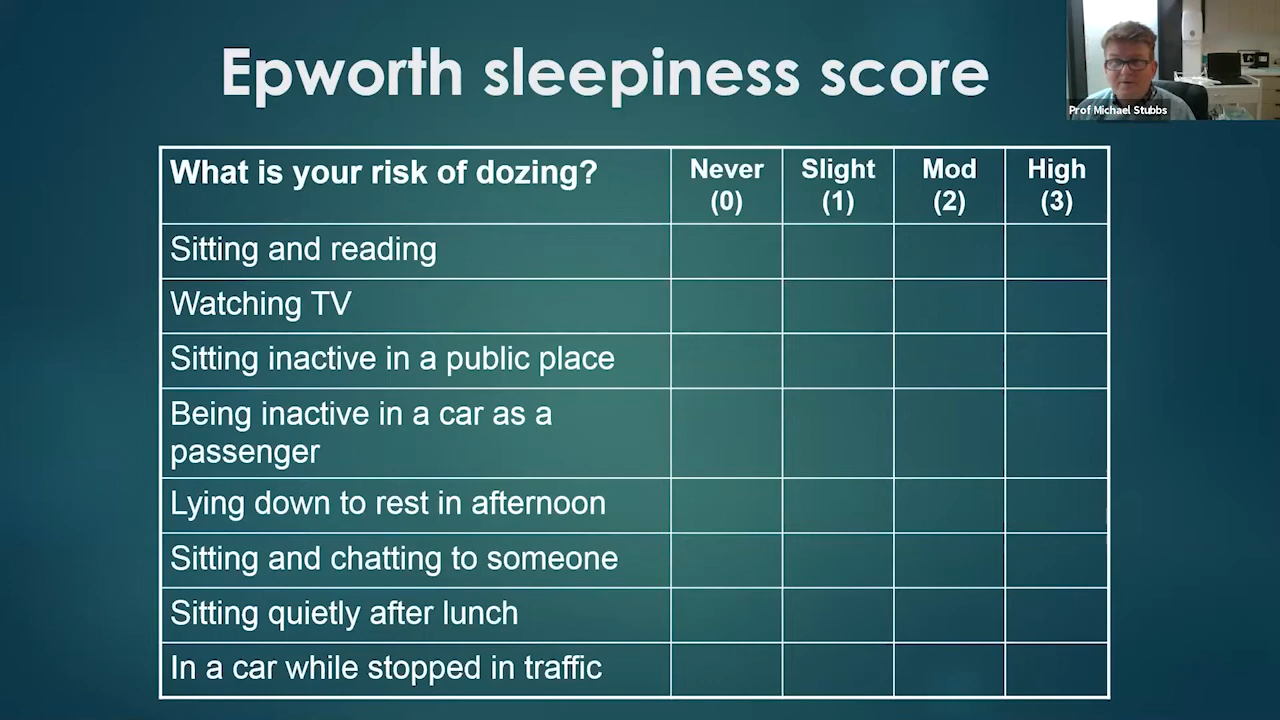 Epworth sleepiness score
Prof Michael Stubbs
What is your risk of dozing?
Never
(0)
Slight
(1)
Mod
(2)
High
(3)
Sitting and reading
Watching TV
Sitting inactive in a public place
Being inactive in a car as a
passenger
Lying down to rest in afternoon
Sitting and chatting to someone
Sitting quietly after lunch
In a car while stopped in traffic